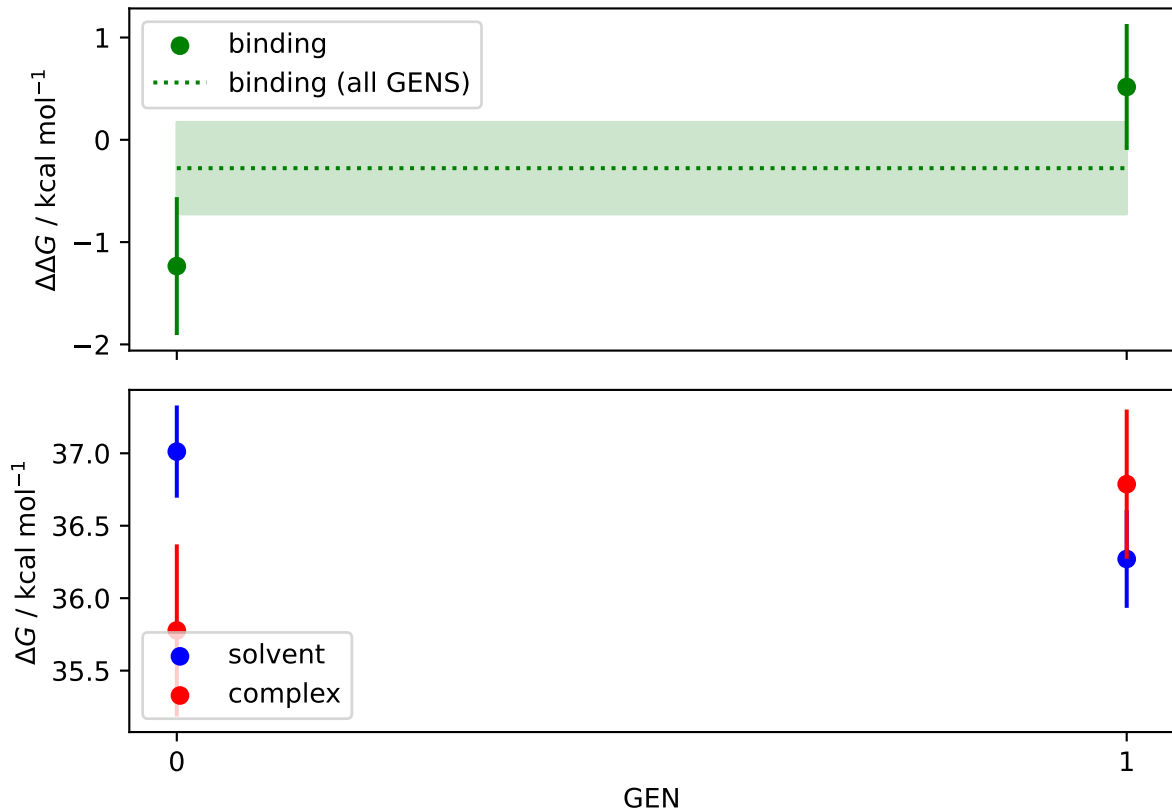 1
0
−1
−2
ΔΔG / kcal mol⁻¹
binding
binding (all GENS)
37.0
36.5
36.0
35.5
ΔG / kcal mol⁻¹
solvent
complex
0
1
GEN